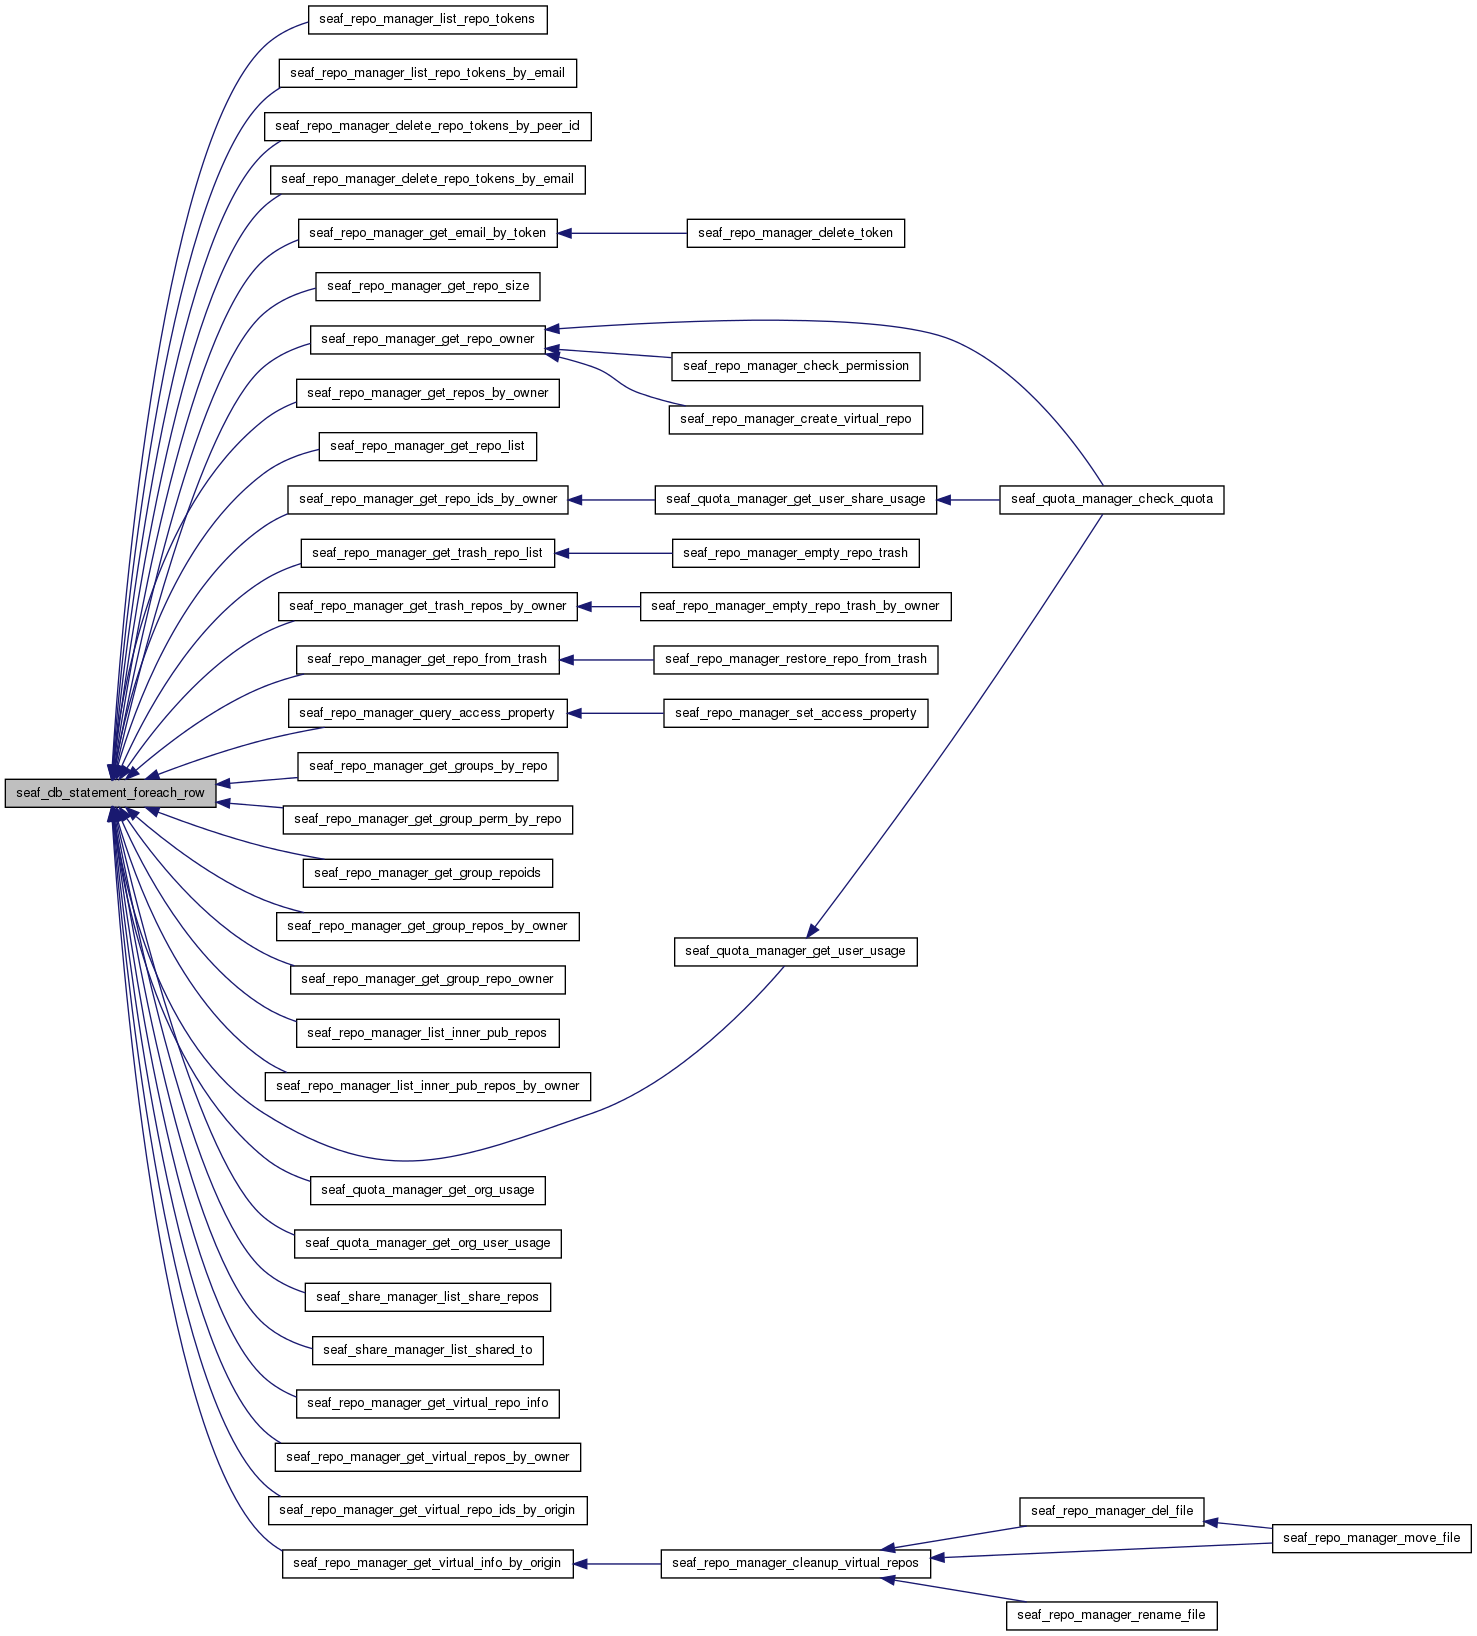 seaf_repo_manager_list_repo_tokens
seaf_repo_manager_list_repo_tokens_by_email
seaf_repo_manager_delete_repo_tokens_by_peer_id
seaf_repo_manager_delete_repo_tokens_by_email
seaf_repo_manager_get_email_by_token
seaf_repo_manager_delete_token
seaf_repo_manager_get_repo_size
seaf_repo_manager_get_repo_owner
seaf_repo_manager_check_permission
seaf_repo_manager_get_repos_by_owner
seaf_repo_manager_create_virtual_repo
seaf_repo_manager_get_repo_list
seaf_repo_manager_get_repo_ids_by_owner
seaf_quota_manager_get_user_share_usage
seaf_quota_manager_check_quota
seaf_repo_manager_get_trash_repo_list
seaf_repo_manager_empty_repo_trash
seaf_repo_manager_get_trash_repos_by_owner
seaf_repo_manager_empty_repo_trash_by_owner
seaf_repo_manager_get_repo_from_trash
seaf_repo_manager_restore_repo_from_trash
seaf_repo_manager_query_access_property
seaf_repo_manager_set_access_property
seaf_repo_manager_get_groups_by_repo
seaf_db_statement_foreach_row
seaf_repo_manager_get_group_perm_by_repo
seaf_repo_manager_get_group_repoids
seaf_repo_manager_get_group_repos_by_owner
seaf_quota_manager_get_user_usage
seaf_repo_manager_get_group_repo_owner
seaf_repo_manager_list_inner_pub_repos
seaf_repo_manager_list_inner_pub_repos_by_owner
seaf_quota_manager_get_org_usage
seaf_quota_manager_get_org_user_usage
seaf_share_manager_list_share_repos
seaf_share_manager_list_shared_to
seaf_repo_manager_get_virtual_repo_info
seaf_repo_manager_get_virtual_repos_by_owner
seaf_repo_manager_get_virtual_repo_ids_by_origin
seaf_repo_manager_del_file
seaf_repo_manager_move_file
seaf_repo_manager_get_virtual_info_by_origin
seaf_repo_manager_cleanup_virtual_repos
seaf_repo_manager_rename_file